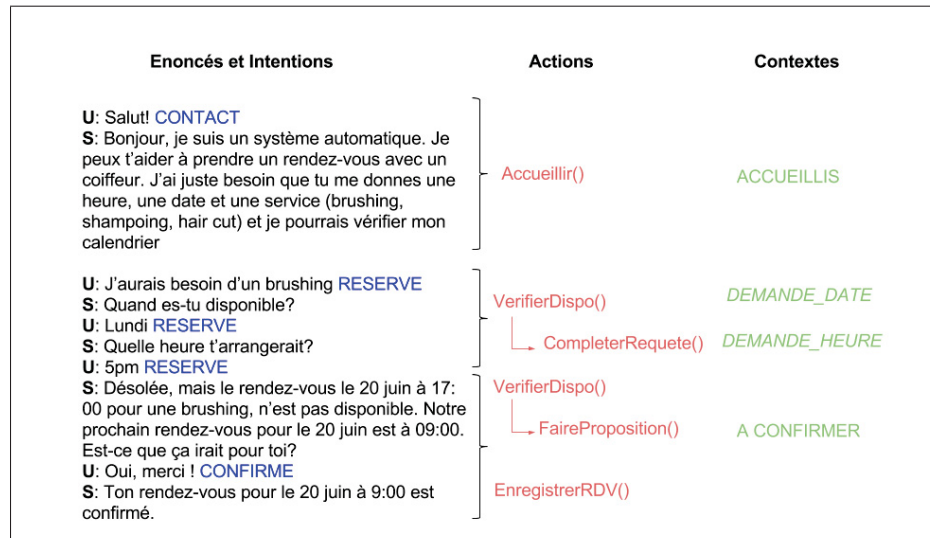 Enoncés et Intentions
Actions
Contextes
U: Salut! CONTACT
S: Bonjour, je suis un système automatique. Je
peux t'aider à prendre un rendez-vous avec un
coiffeur. J'ai juste besoin que tu me donnes une
heure, une date et une service (brushing,
shampoing, hair cut) et je pourrais vérifier mon
calendrier
Accueillir()
ACCUEILLIS
U: J'aurais besoin d'un brushing RESERVE
S: Quand es-tu disponible?
U: Lundi RESERVE
S: Quelle heure t'arrangerait?
U: 5pm RESERVE
VerifierDispo()
CompleterRequete()
DEMANDE_DATE
DEMANDE_HEURE
S: Désolée, mais le rendez-vous le 20 juin à 17:
00 pour une brushing, n'est pas disponible. Notre
prochain rendez-vous pour le 20 juin est à 09:00.
Est-ce que ça irait pour toi?
U: Oui, merci ! CONFIRME
S: Ton rendez-vous pour le 20 juin à 9:00 est
confirmé.
VerifierDispo()
FaireProposition()
A CONFIRMER
EnregistrerRDV()